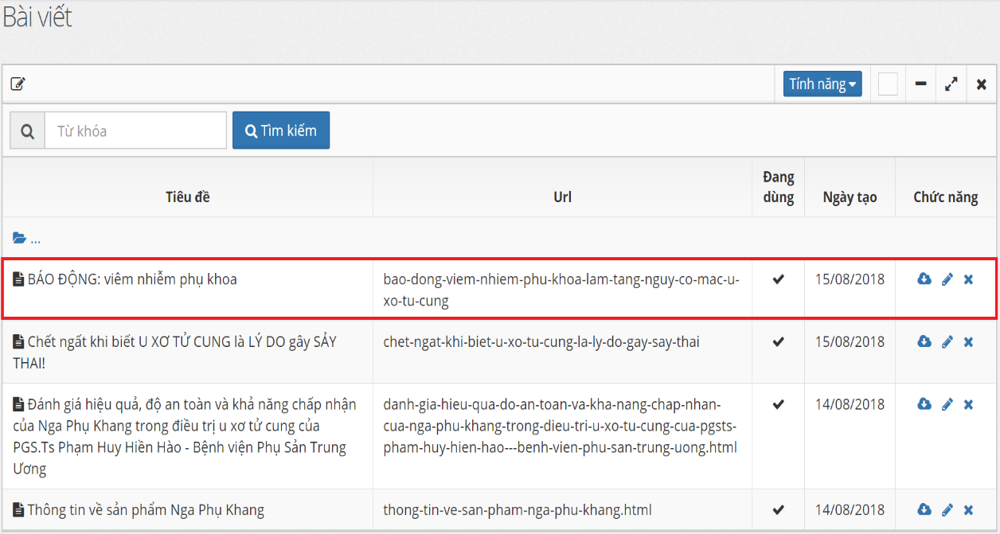 Bài viết
Tính năng
Từ khóa
Tìm kiếm
Tiêu đề
Url
Đang
dùng
Ngày tạo
Chức năng
...
BÁO ĐỘNG: viêm nhiễm phụ khoa
bao-dong-viem-nhiem-phu-khoa-lam-tang-nguy-co-mac-u-
xo-tu-cung
15/08/2018
Chết ngất khi biết U XƠ TỬ CUNG là LÝ DO gây SẢY
THAI!
chet-ngat-khi-biet-u-xo-tu-cung-la-ly-do-gay-say-thai
15/08/2018
Đánh giá hiệu quả, độ an toàn và khả năng chấp nhận
của Nga Phụ Khang trong điều trị u xơ tử cung của
PGS.Ts Phạm Huy Hiền Hào - Bệnh viện Phụ Sản Trung
Ương
danh-gia-hieu-qua-do-an-toan-va-kha-nang-chap-nhan-
cua-nga-phu-khang-trong-dieu-tri-u-xo-tu-cung-cua-pgsts-
pham-huy-hien-hao---benh-vien-phu-san-trung-uong.html
14/08/2018
Thông tin về sản phẩm Nga Phụ Khang
thong-tin-ve-san-pham-nga-phu-khang.html
14/08/2018